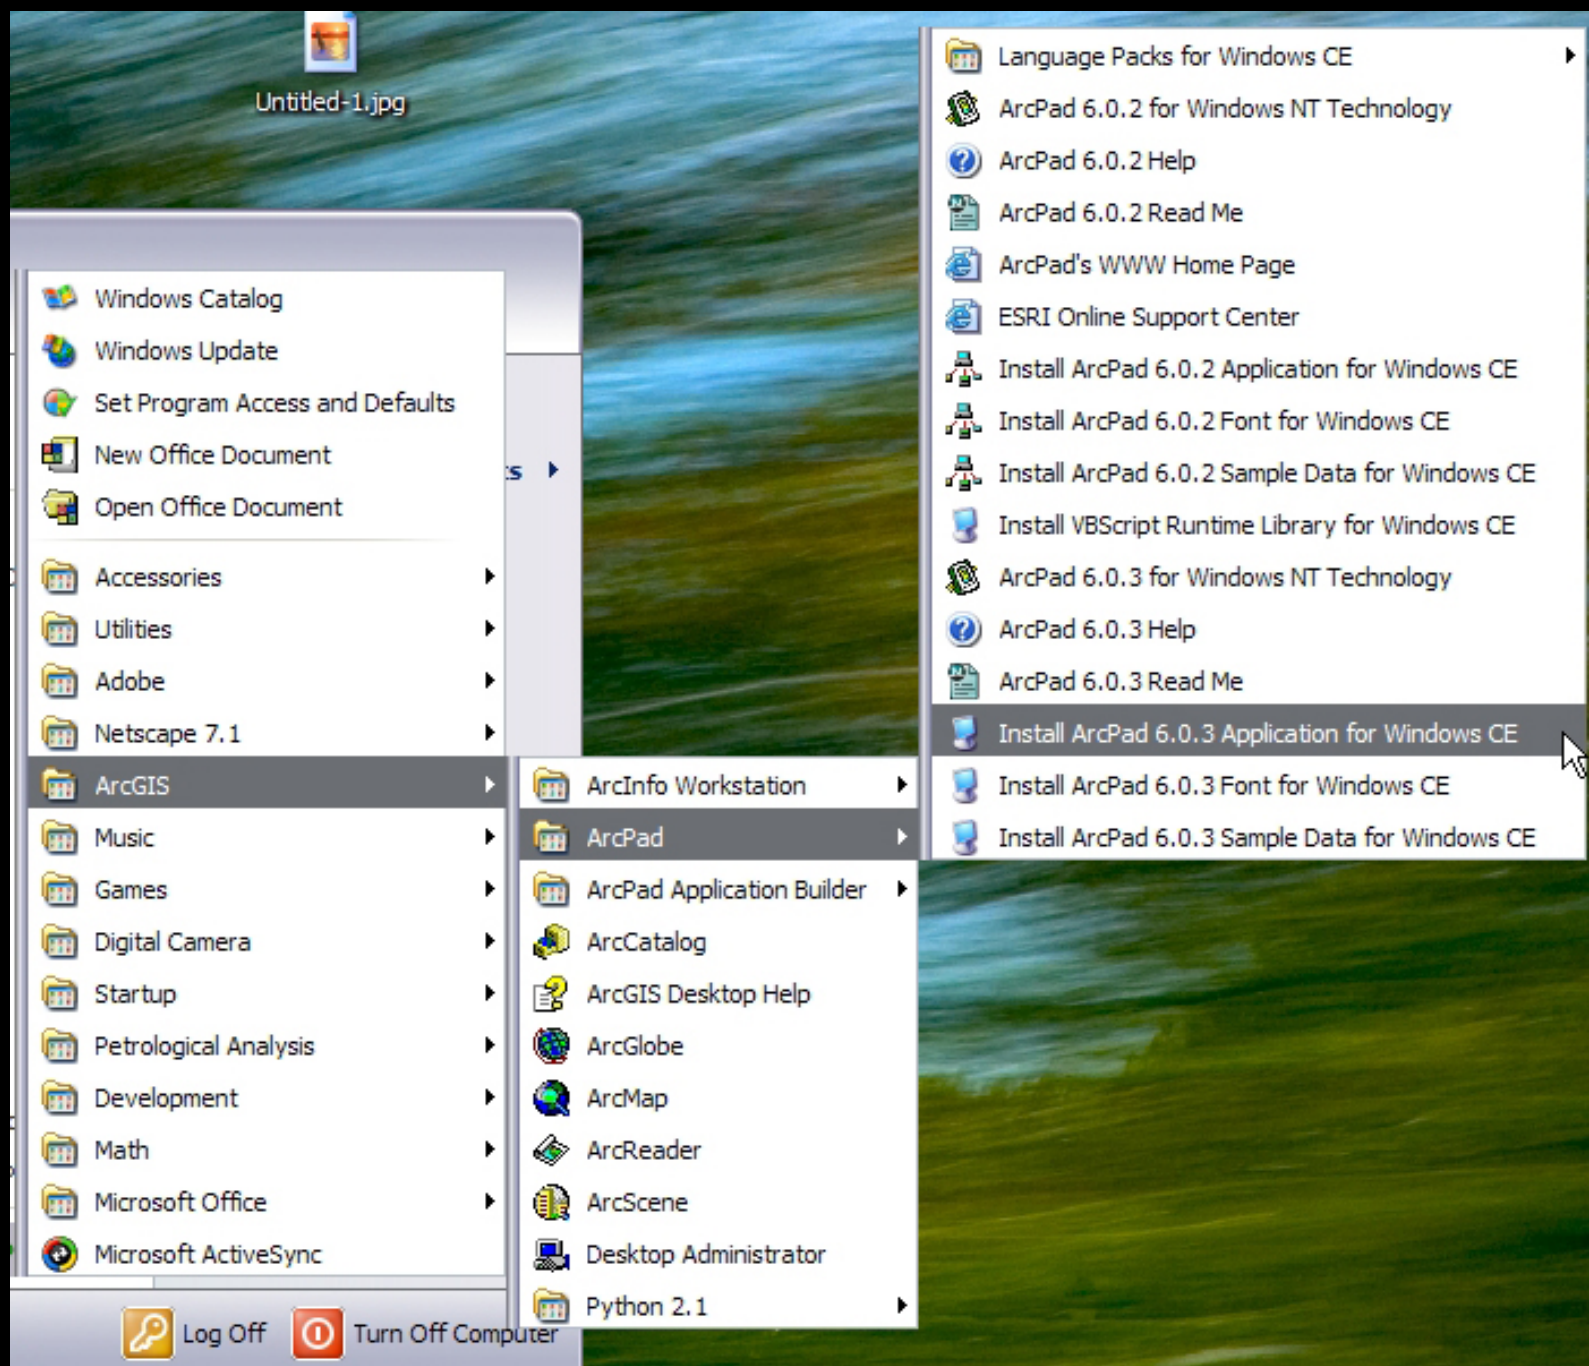 Untitled-1.jpg
Windows Catalog
Windows Update
Set Program Access and Defaults
New Office Document
Open Office Document
Accessories
Utilities
Adobe
Netscape 7.1
ArcGIS
Music
Games
Digital Camera
Startup
Petrological Analysis
Development
Math
Microsoft Office
Microsoft ActiveSync
Log Off
Turn Off Computer
ArcInfo Workstation
ArcPad
ArcPad Application Builder
ArcCatalog
ArcGIS Desktop Help
ArcGlobe
ArcMap
ArcReader
ArcScene
Desktop Administrator
Python 2.1
Language Packs for Windows CE
ArcPad 6.0.2 for Windows NT Technology
ArcPad 6.0.2 Help
ArcPad 6.0.2 Read Me
ArcPad's WWW Home Page
ESRI Online Support Center
Install ArcPad 6.0.2 Application for Windows CE
Install ArcPad 6.0.2 Font for Windows CE
Install ArcPad 6.0.2 Sample Data for Windows CE
Install VBScript Runtime Library for Windows CE
ArcPad 6.0.3 for Windows NT Technology
ArcPad 6.0.3 Help
ArcPad 6.0.3 Read Me
Install ArcPad 6.0.3 Application for Windows CE
Install ArcPad 6.0.3 Font for Windows CE
Install ArcPad 6.0.3 Sample Data for Windows CE